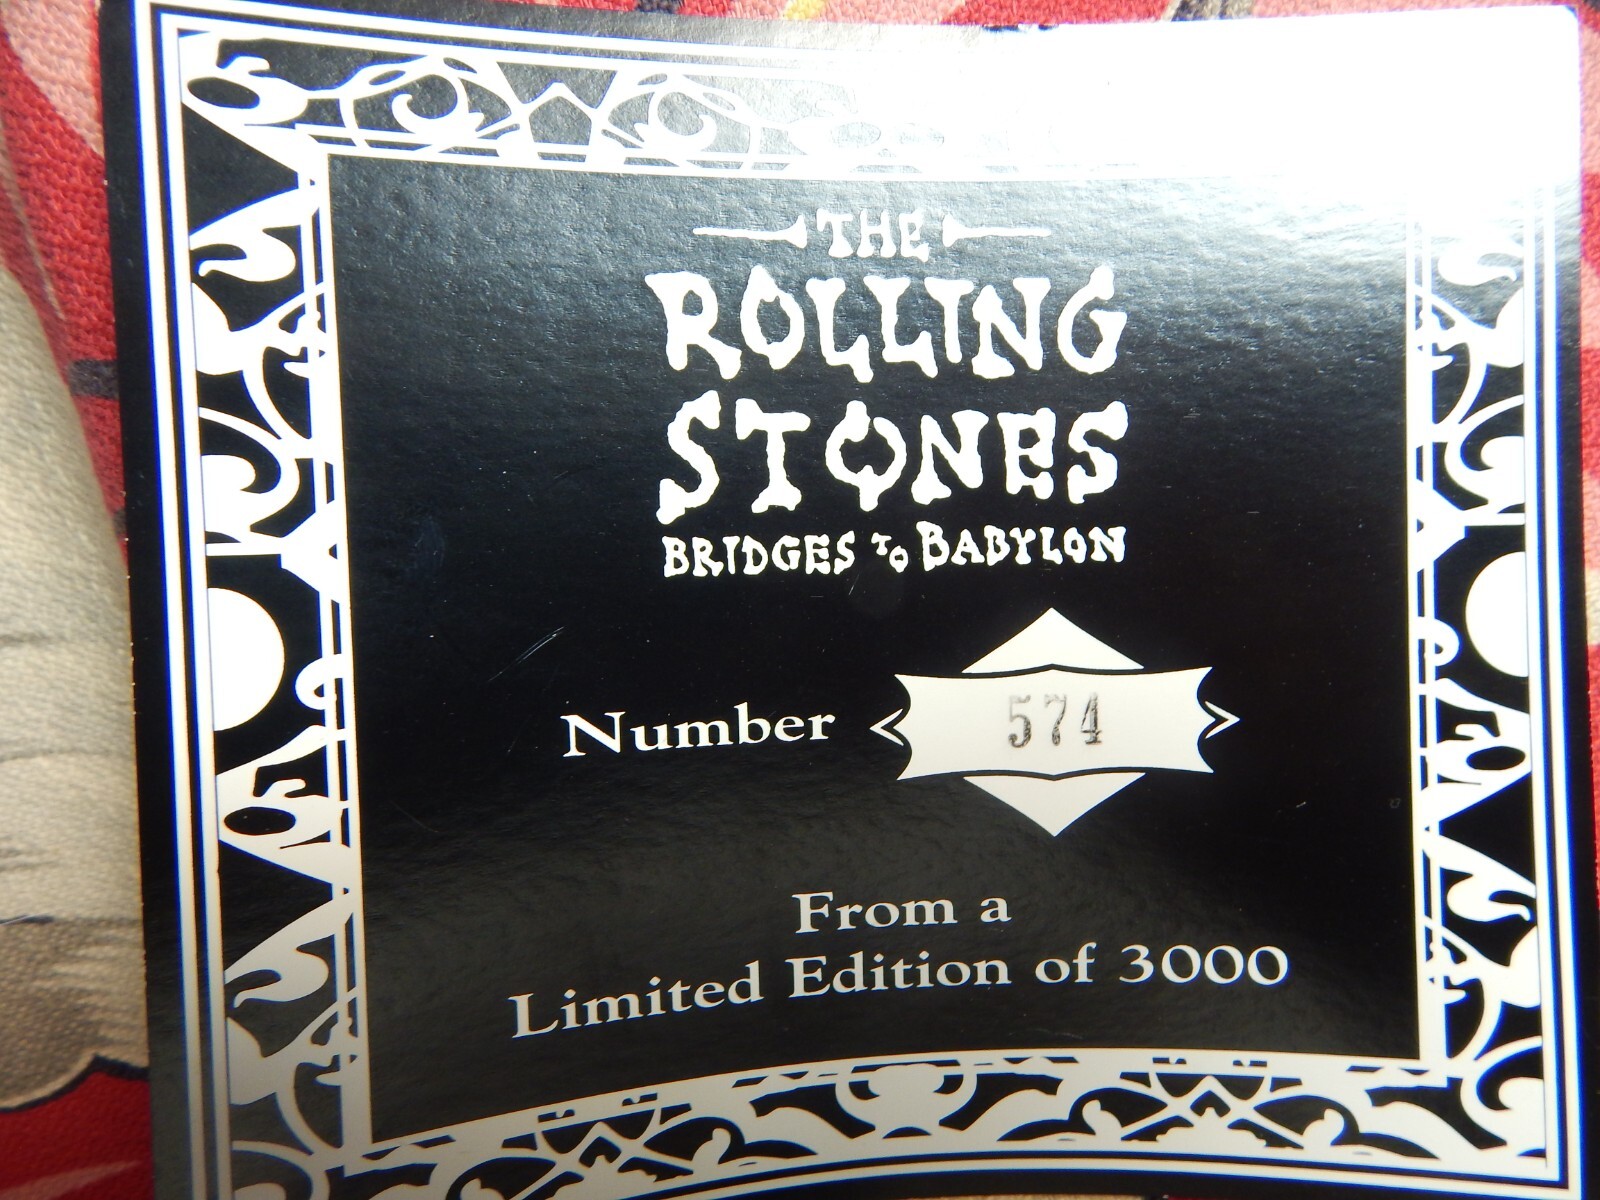 THE
ROLLING
STONES
BRIDGES TO BABYLON
Number 574
From a
Limited Edition of 3000